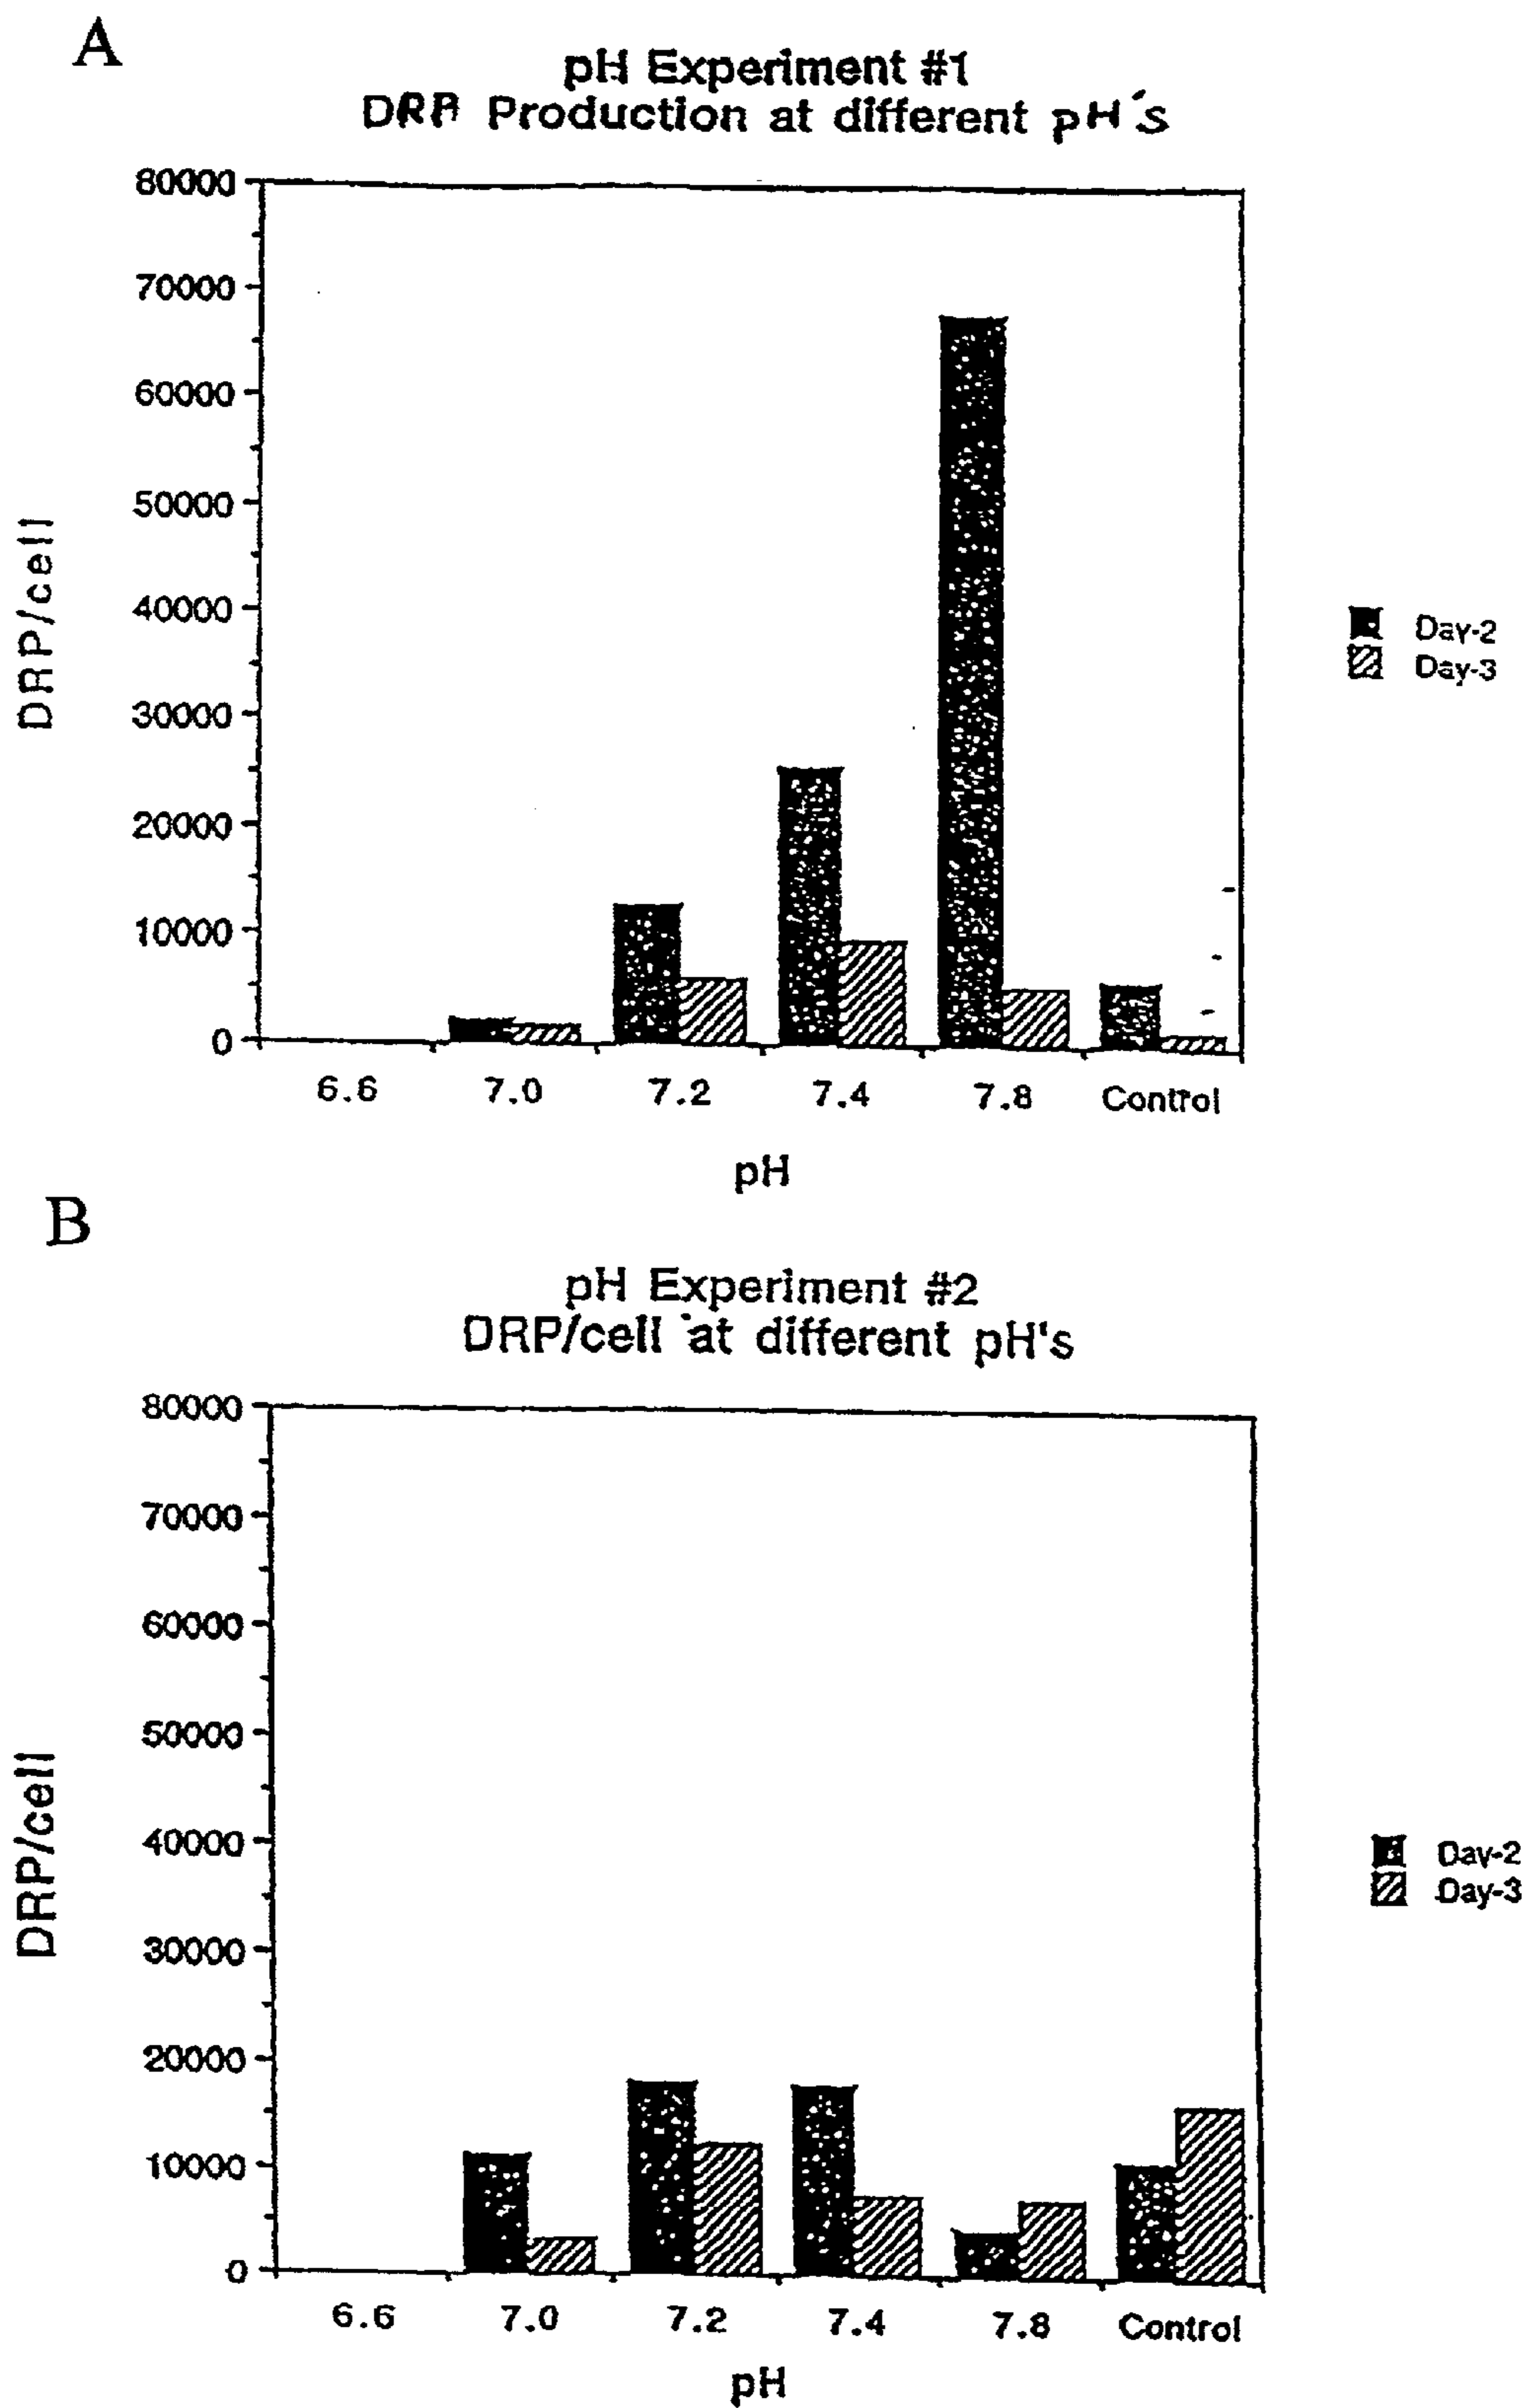 A
pH Experiment #1
DRP Production at different pH's
80000
70000
60000
50000
40000
30000
20000
10000
0
DRP/cell
6.6 7.0 7.2 7.4 7.8 Control
pH
Day-2
Day-3
B
pH Experiment #2
DRP/cell at different pH's
80000
70000
60000
50000
40000
30000
20000
10000
0
DRP/cell
6.6 7.0 7.2 7.4 7.8 Control
pH
Day-2
Day-3